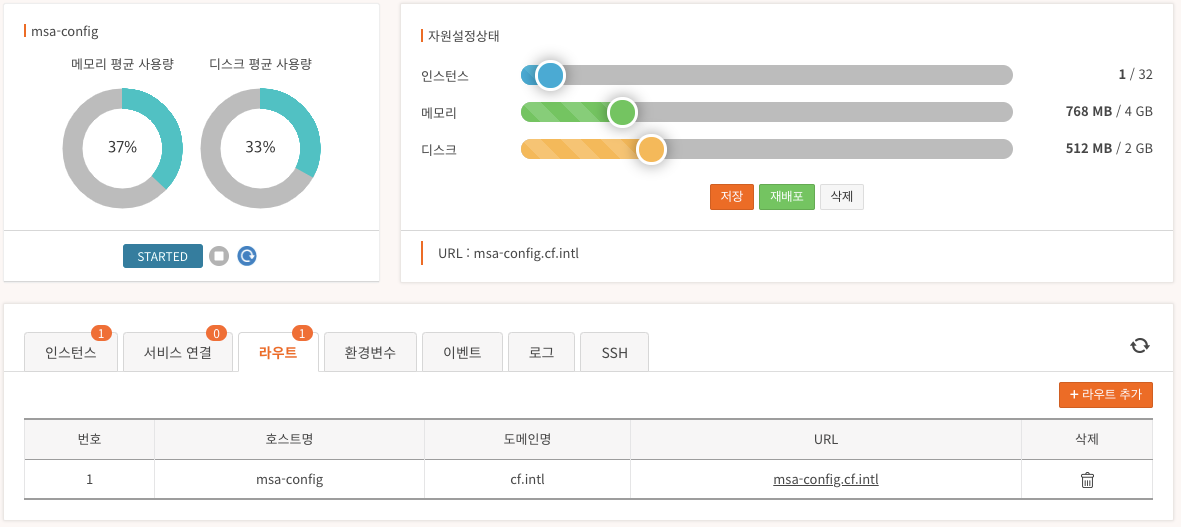 msa-config
메모리 평균 사용량
디스크 평균 사용량
37%
33%
STARTED
자원설정상태
인스턴스
1 / 32
메모리
768 MB / 4 GB
디스크
512 MB / 2 GB
저장 재배포 삭제
URL : msa-config.cf.intl
인스턴스 1 서비스 연결 0 라우트 1 환경변수 이벤트 로그 SSH
+ 라우트 추가
번호 호스트명 도메인명 URL 삭제
1 msa-config cf.intl msa-config.cf.intl